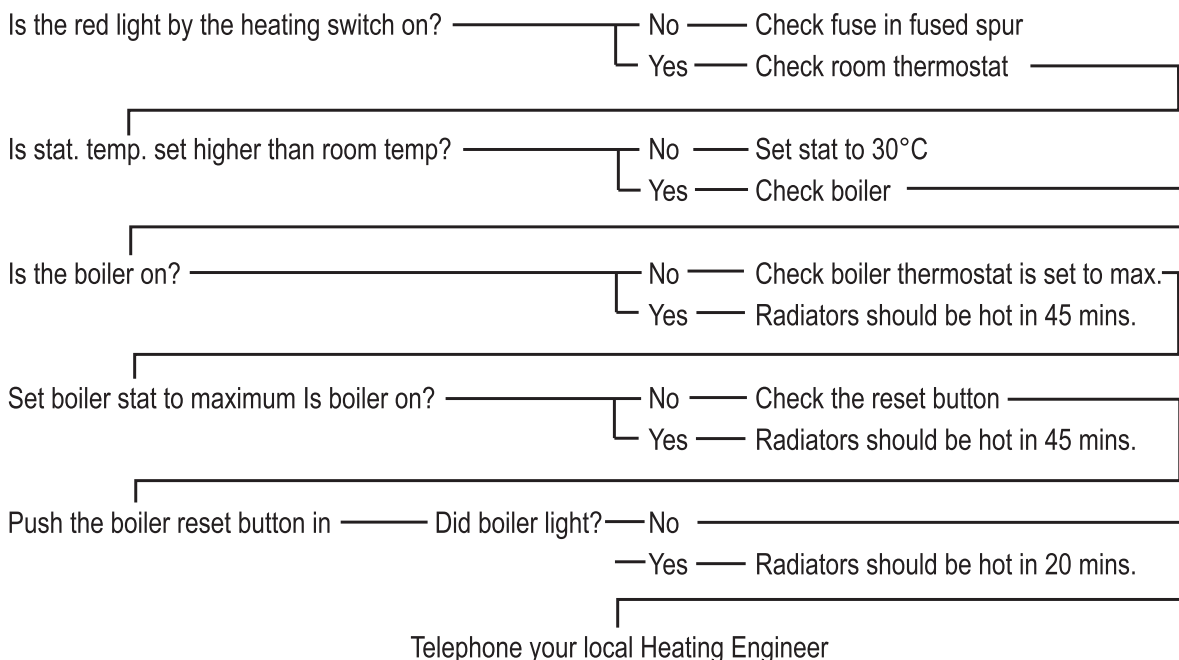 Is the red light by the heating switch on? No Check fuse in fused spur
Yes Check room thermostat
Is stat. temp. set higher than room temp? No Set stat to 30°C
Yes Check boiler
Is the boiler on? No Check boiler thermostat is set to max.
Yes Radiators should be hot in 45 mins.
Set boiler stat to maximum Is boiler on? No Check the reset button
Yes Radiators should be hot in 45 mins.
Push the boiler reset button in Did boiler light? No
Yes Radiators should be hot in 20 mins.
Telephone your local Heating Engineer